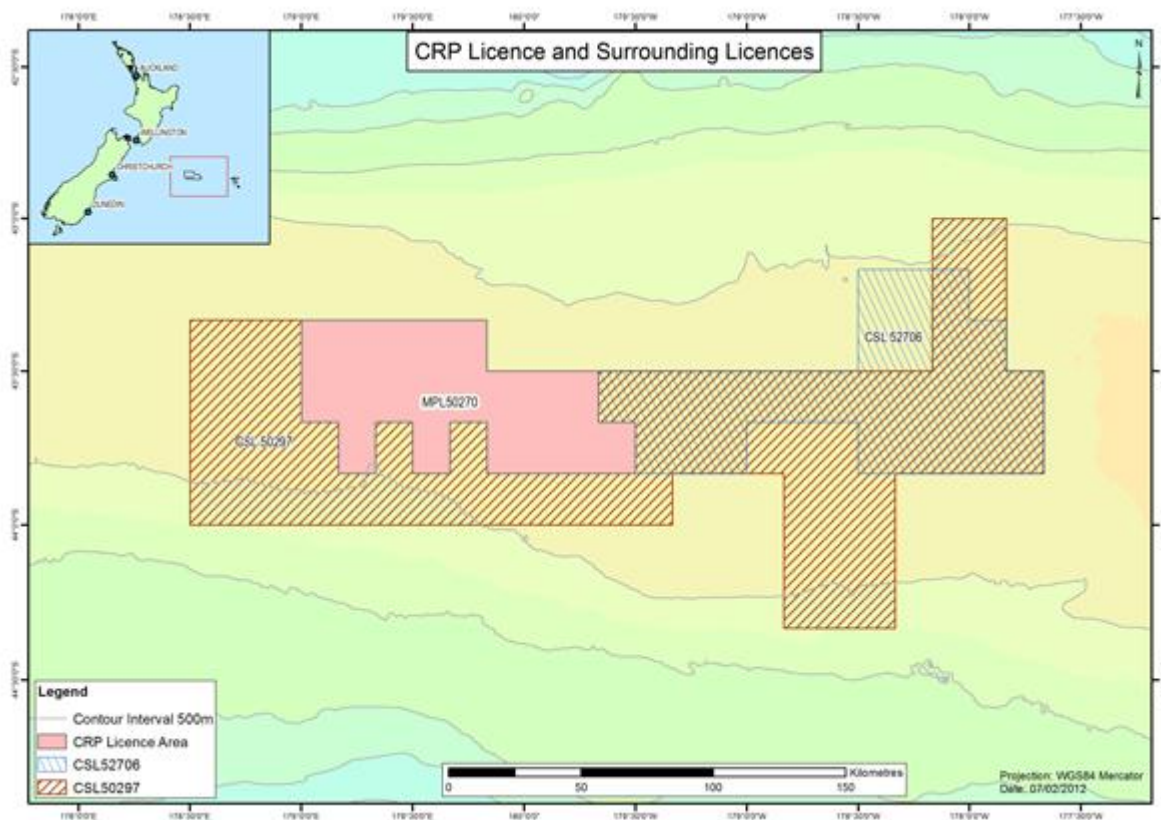 CRP Licence and Surrounding Licences
N
AUCKLAND
WELLINGTON
CHRISTCHURCH
DUNEDIN
CSL 52706
MPL50270
CSL 50297
Legend
Contour Interval 500m
CRP Licence Area
CSL52706
CSL50297
Kilometres
0 50 100 150
Projection: WGS84 Mercator
Date: 07/02/2012